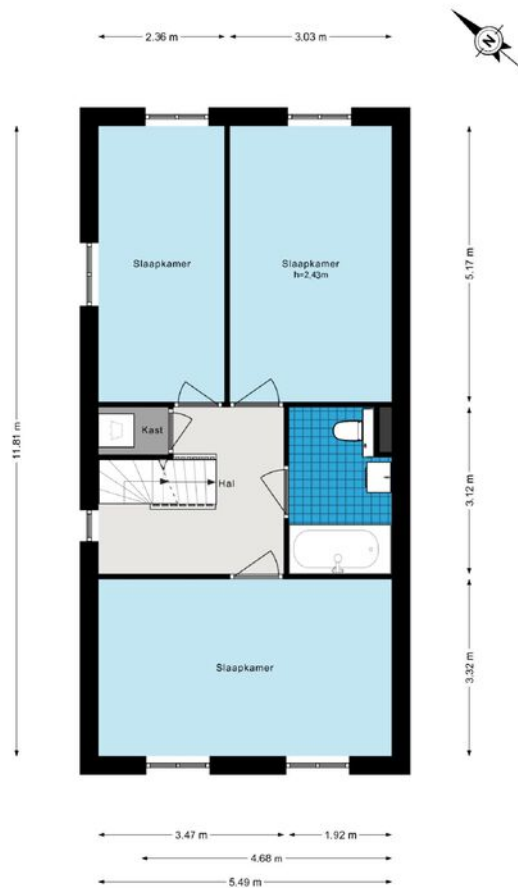 2.36 m
3.03 m
N
Slaapkamer
Slaapkamer
h=2,43m
5.17 m
11.81 m
Kast
Hal
3.12 m
Slaapkamer
3.32 m
3.47 m
1.92 m
4.68 m
5.49 m